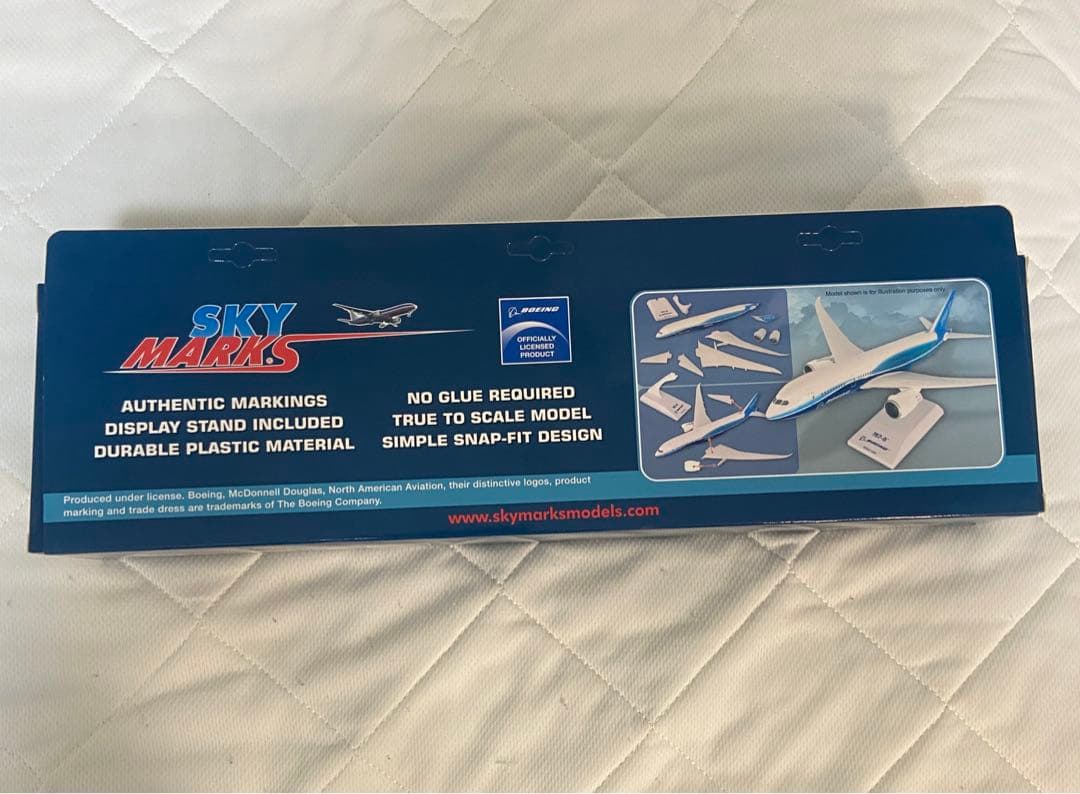 SKY
MARKS
BOEING
OFFICIALLY
LICENSED
PRODUCT
AUTHENTIC MARKINGS
DISPLAY STAND INCLUDED
DURABLE PLASTIC MATERIAL
NO GLUE REQUIRED
TRUE TO SCALE MODEL
SIMPLE SNAP-FIT DESIGN
Model shown is for illustration purposes only.
Produced under license. Boeing, McDonnell Douglas, North American Aviation, their distinctive logos, product
marking and trade dress are trademarks of The Boeing Company.
www.skymarksmodels.com